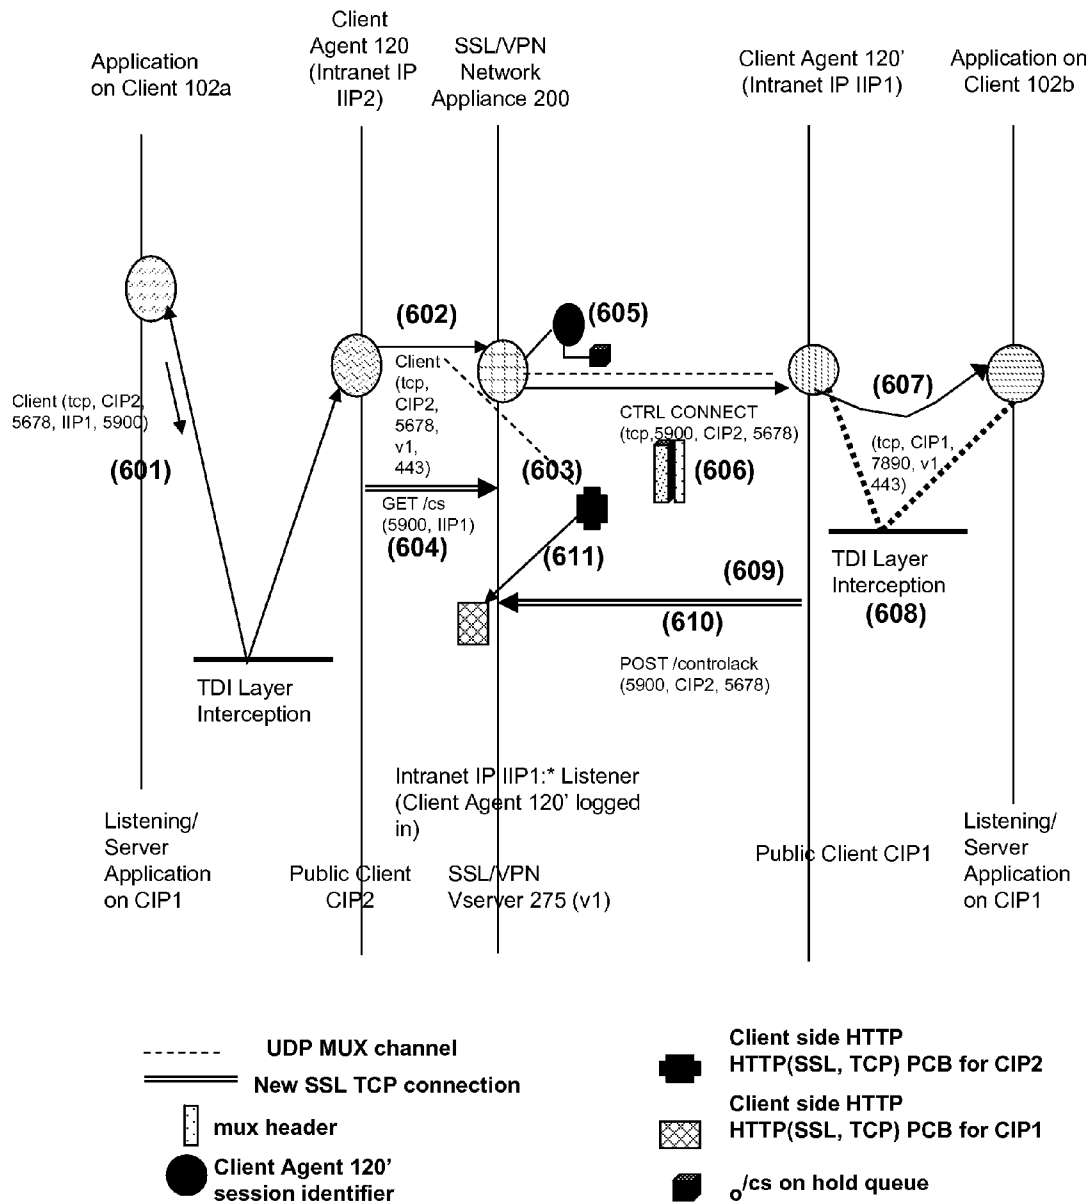 Application
on Client 102a
Client
Agent 120
(Intranet IP
IIP2)
SSL/VPN
Network
Appliance 200
Client Agent 120'
(Intranet IP IIP1)
Application on
Client 102b
(602)
(605)
(607)
Client (tcp, CIP2,
5678, IIP1, 5900)
(601)
Client
(tcp,
CIP2,
5678,
v1,
443)
CTRL CONNECT
(tcp,5900, CIP2, 5678)
(606)
(603)
(tcp, CIP1,
7890, v1,
443)
GET /cs
(5900, IIP1)
(604)
(611)
(609)
(610)
TDI Layer
Interception
(608)
POST /controlack
(5900, CIP2, 5678)
TDI Layer
Interception
Intranet IP IIP1:* Listener
(Client Agent 120' logged
in)
Listening/
Server
Application
on CIP1
Public Client
CIP2
SSL/VPN
Vserver 275 (v1)
Public Client CIP1
Listening/
Server
Application
on CIP1
UDP MUX channel
New SSL TCP connection
mux header
Client Agent 120'
session identifier
Client side HTTP
HTTP(SSL, TCP) PCB for CIP2
Client side HTTP
HTTP(SSL, TCP) PCB for CIP1
o/cs on hold queue